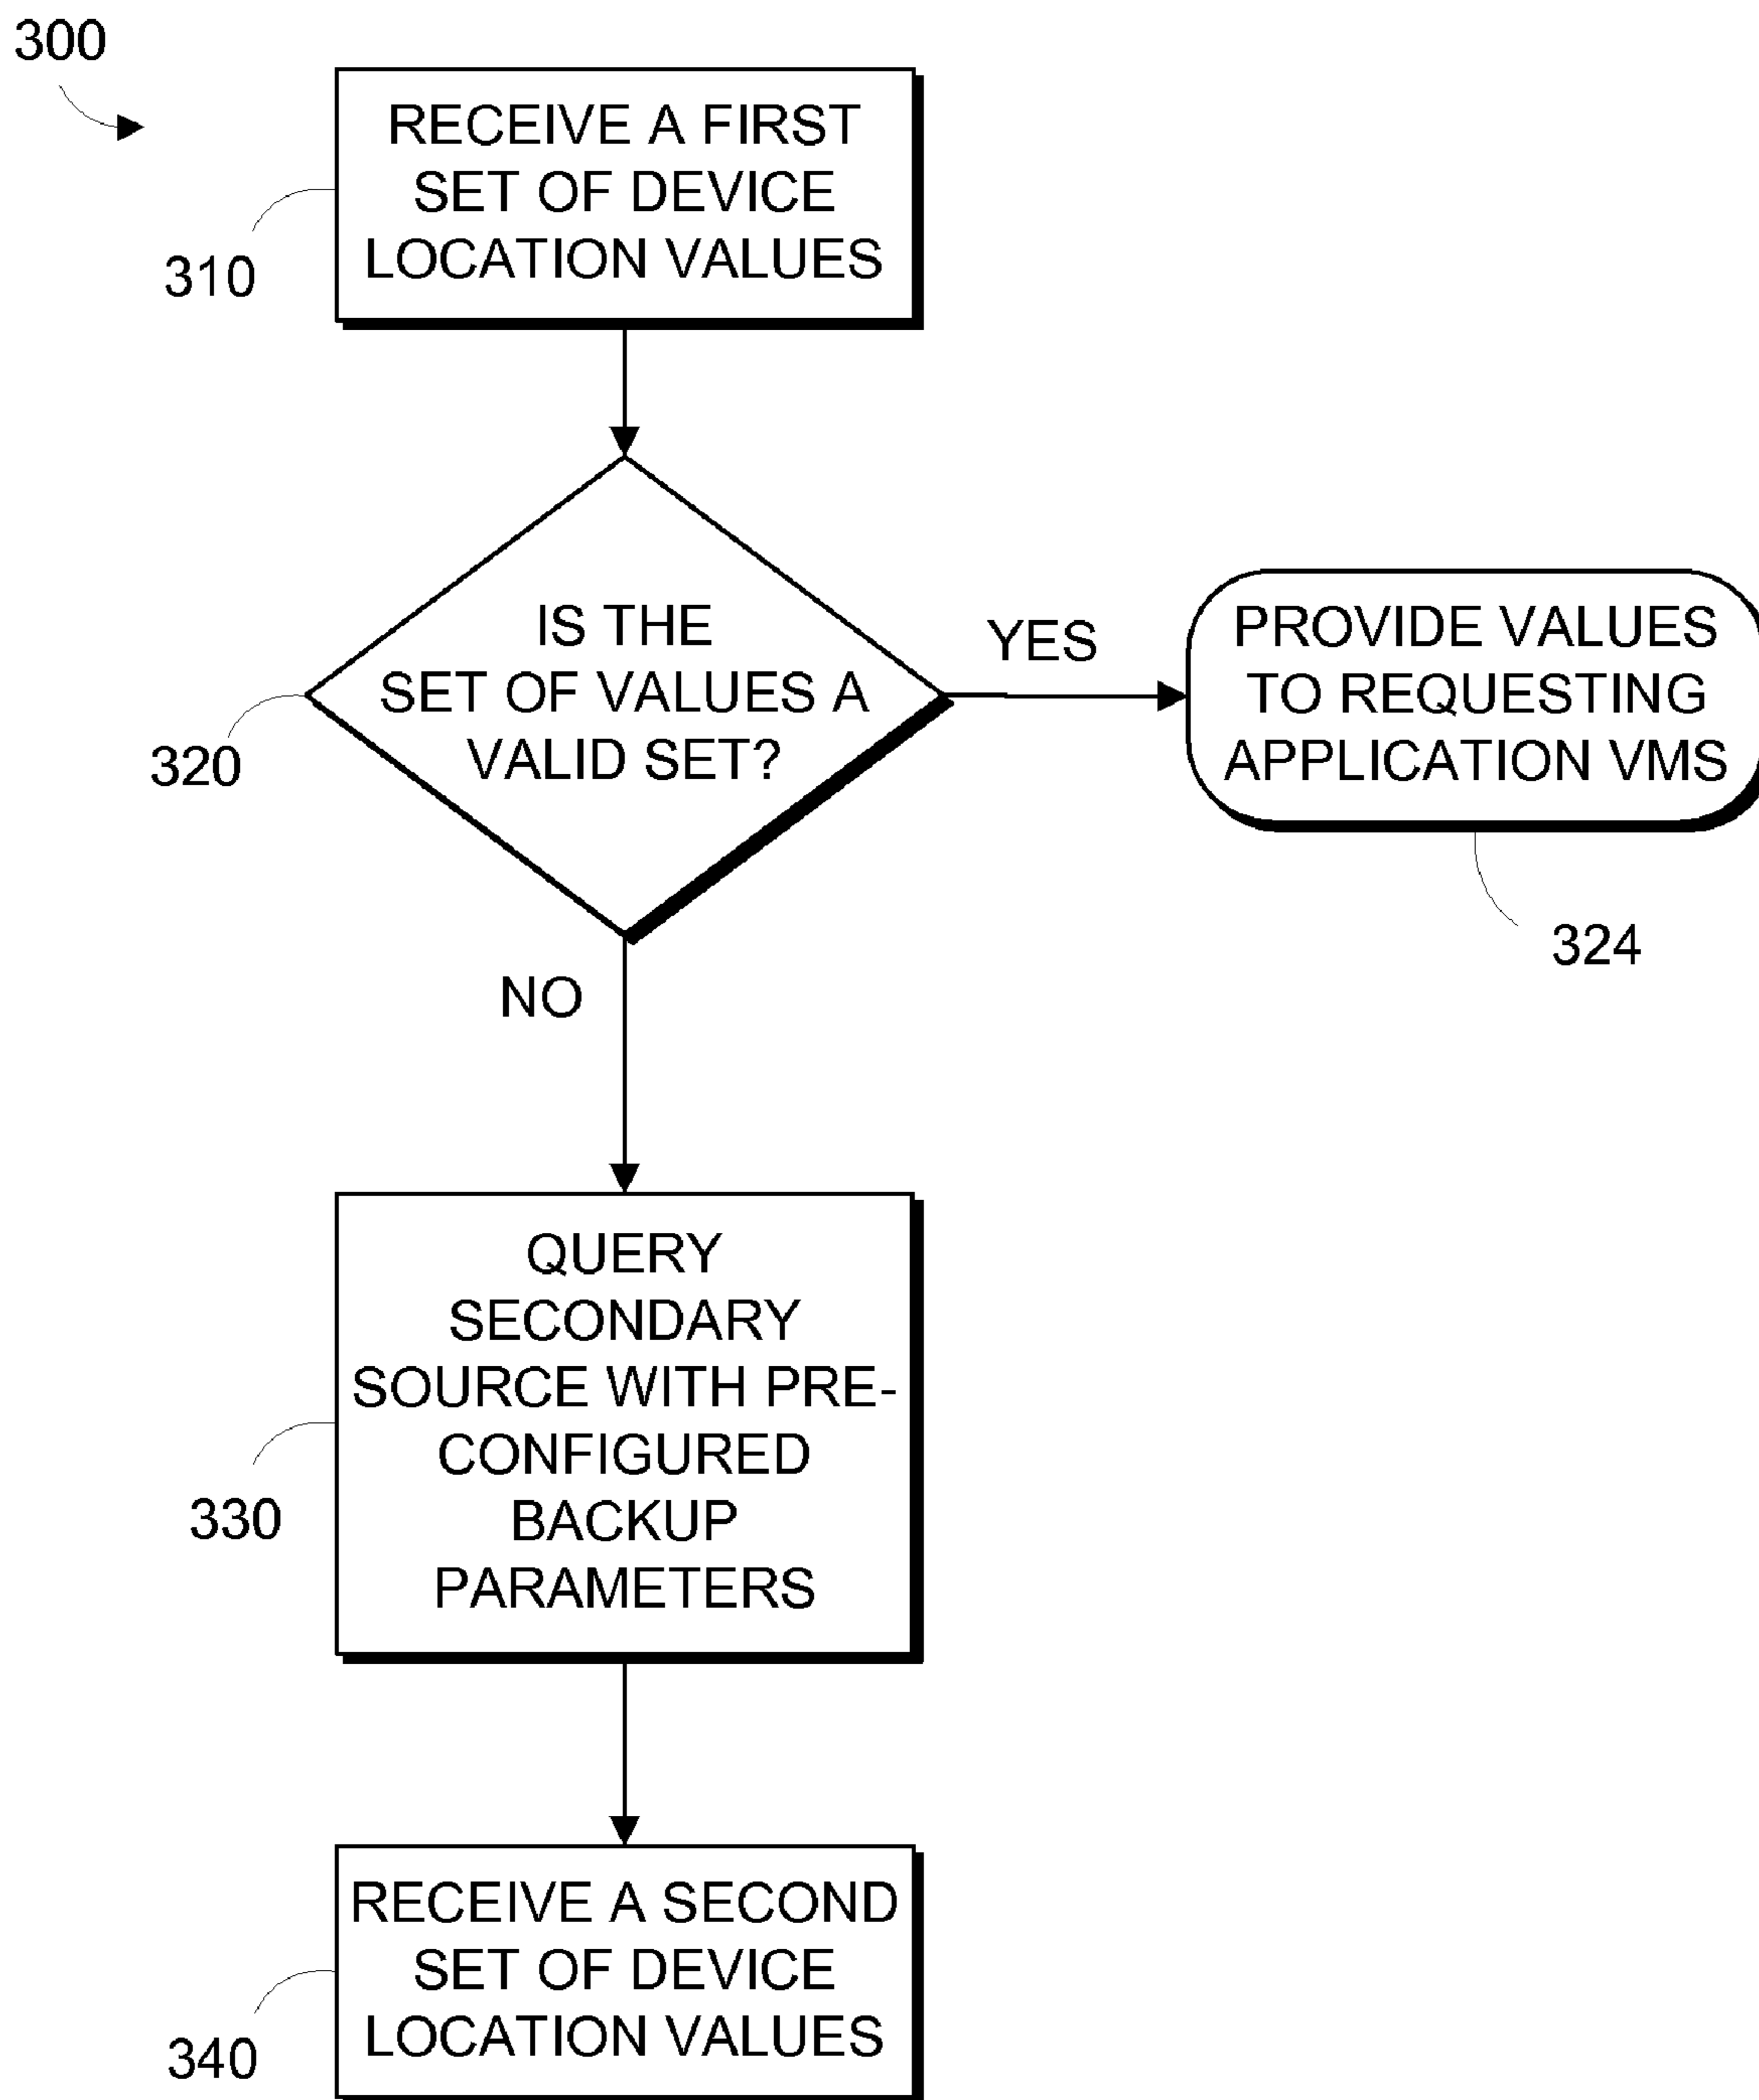 300
RECEIVE A FIRST
SET OF DEVICE
LOCATION VALUES
310
IS THE
SET OF VALUES A
VALID SET?
320
YES
PROVIDE VALUES
TO REQUESTING
APPLICATION VMS
324
NO
QUERY
SECONDARY
SOURCE WITH PRE-
CONFIGURED
BACKUP
PARAMETERS
330
RECEIVE A SECOND
SET OF DEVICE
LOCATION VALUES
340